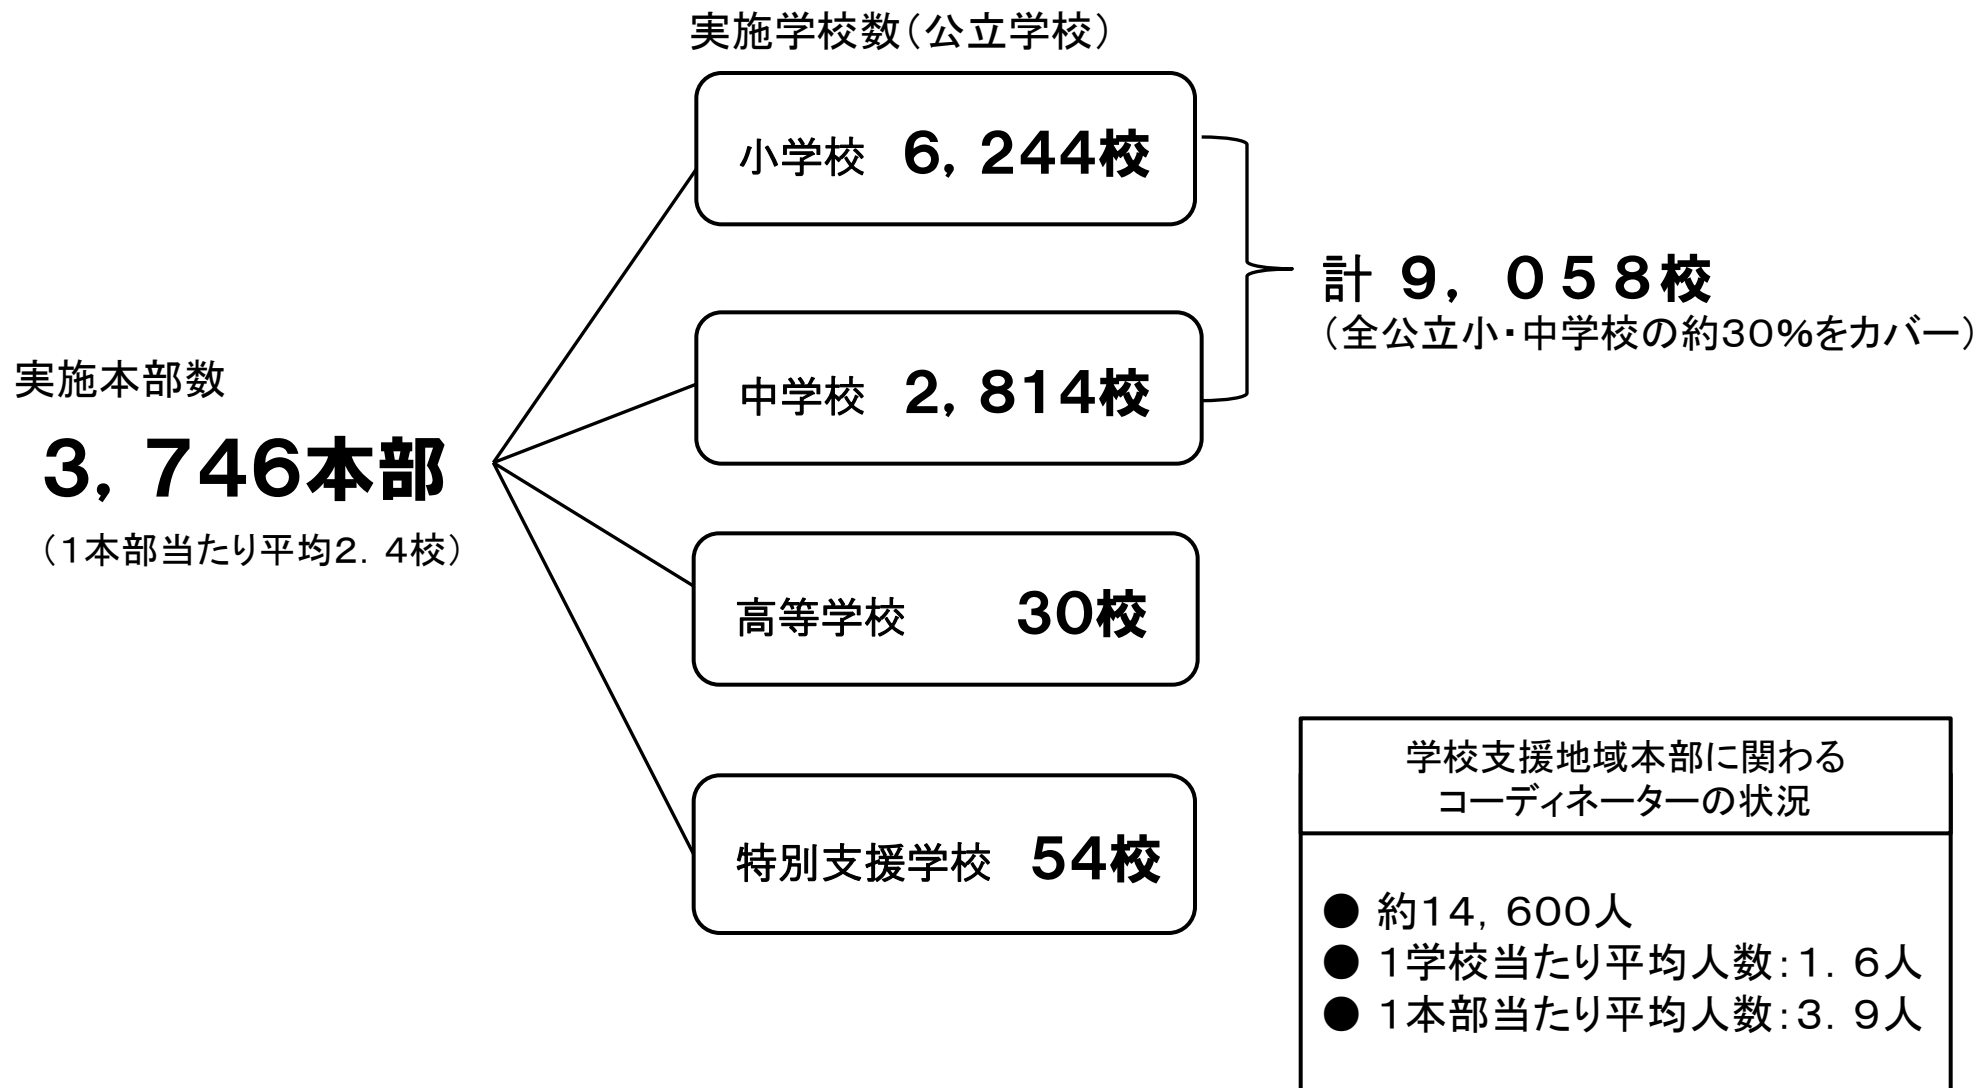 実施学校数（公立学校）
小学校 ６，２４４校
計 ９，０５８校
（全公立小・中学校の約３０％をカバー）
中学校 ２，８１４校
実施本部数
３，７４６本部
（１本部当たり平均２．４校）
高等学校 ３０校
特別支援学校 ５４校
学校支援地域本部に関わる
コーディネーターの状況
● 約１４，６００人
● １学校当たり平均人数：１．６人
● １本部当たり平均人数：３．９人